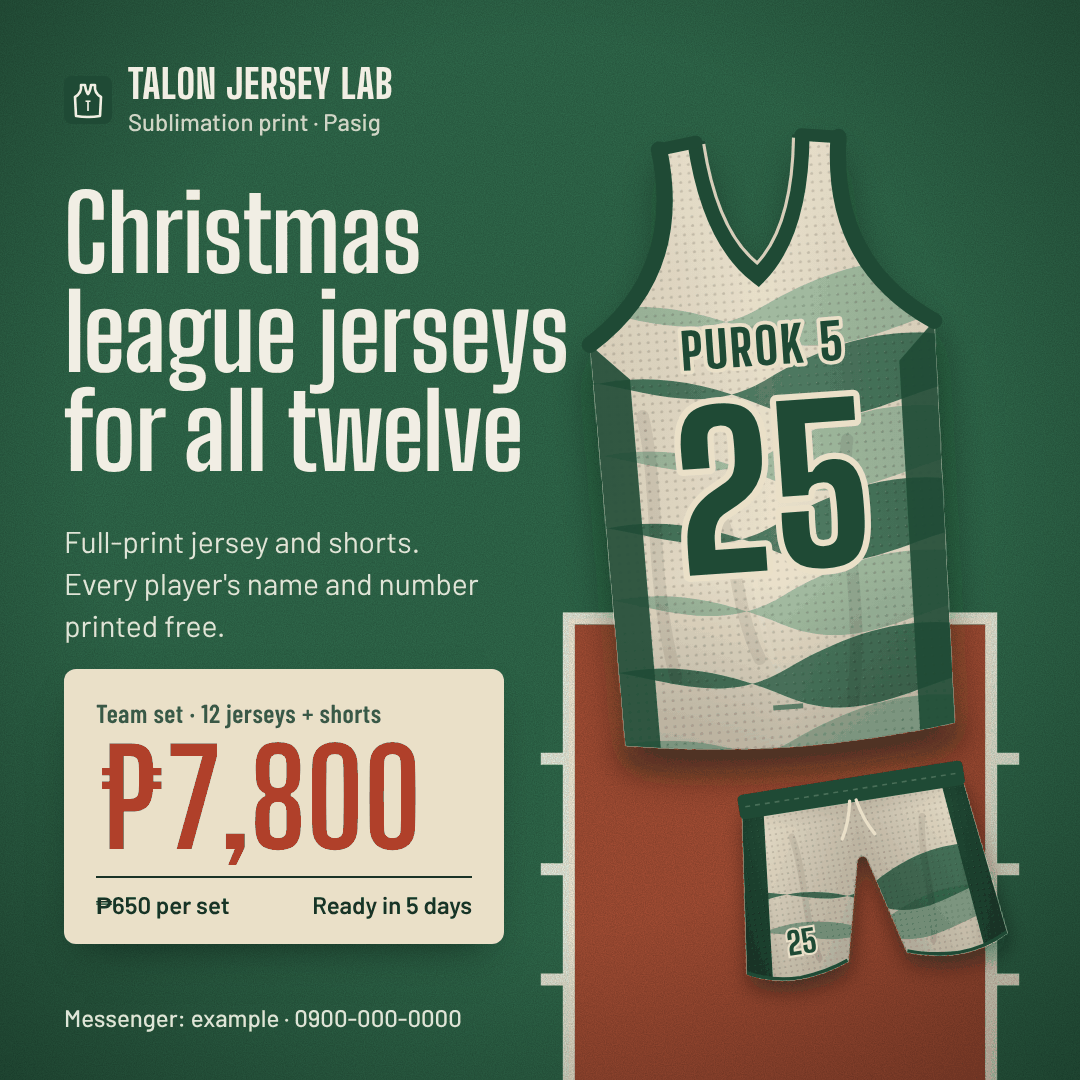 T
TALON JERSEY LAB
Sublimation print · Pasig
Christmas
league jerseys
for all twelve
Full-print jersey and shorts.
Every player's name and number
printed free.
Team set · 12 jerseys + shorts
₱7,800
₱650 per set
Ready in 5 days
Messenger: example · 0900-000-0000
PUROK 5
25
25